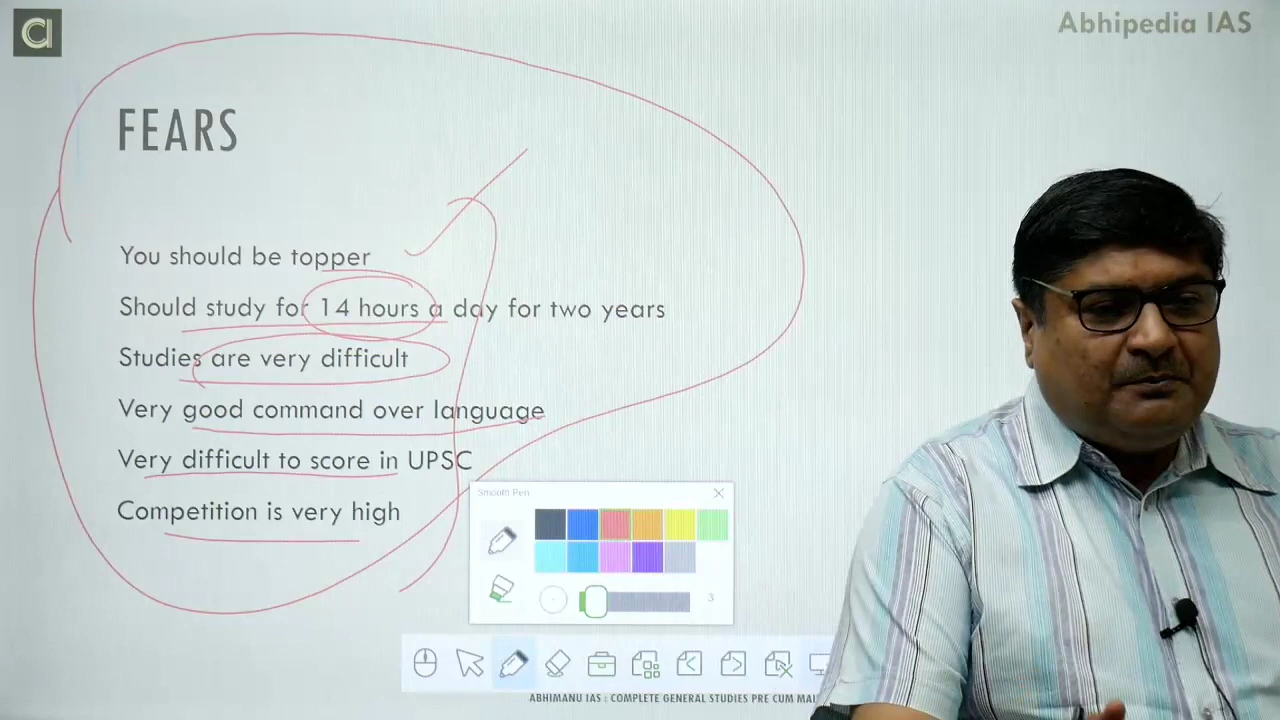 Abhipedia IAS
FEARS
You should be topper
Should study for 14 hours a day for two years
Studies are very difficult
Very good command over language
Very difficult to score in UPSC
Competition is very high
Smooth Pen
3
ABHIMANU IAS : COMPLETE GENERAL STUDIES PRE CUM MAI